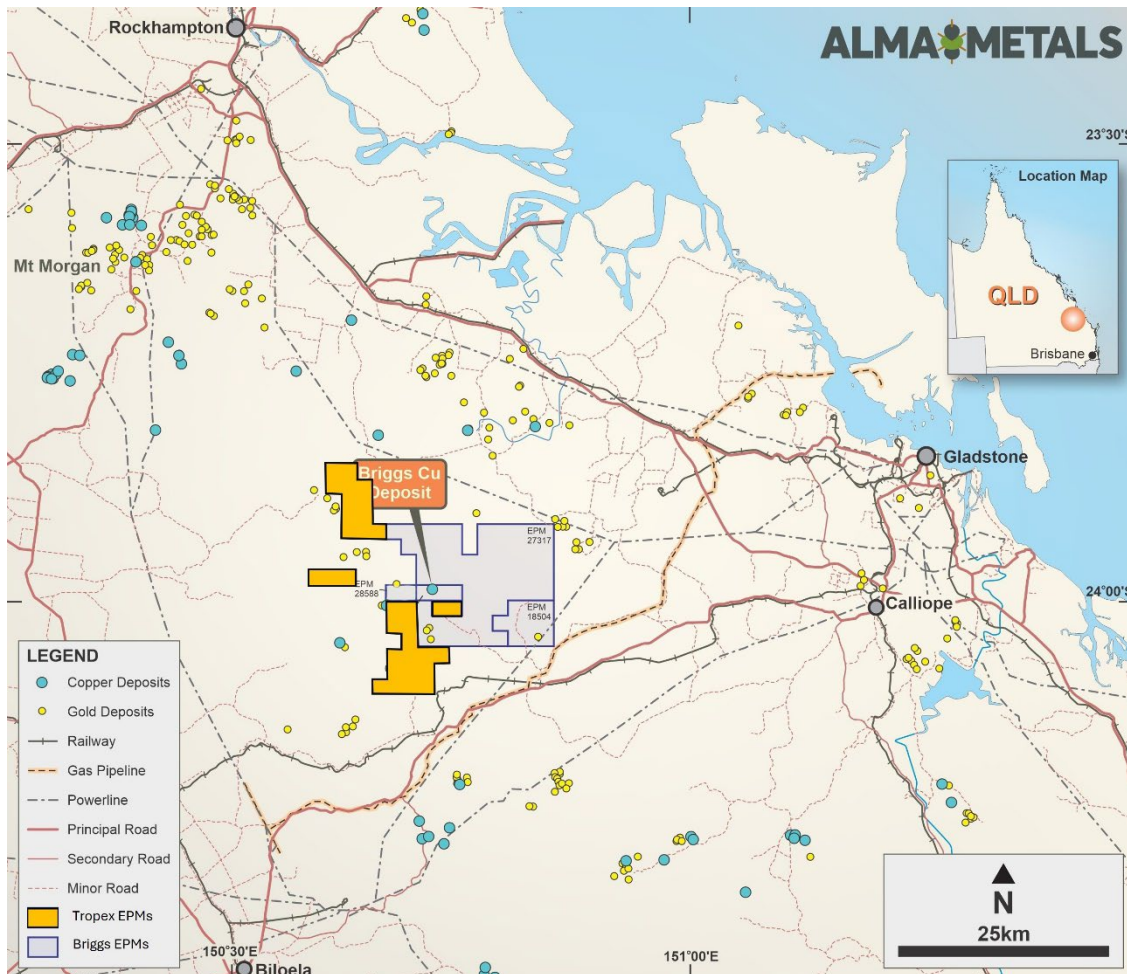 Rockhampton
ALMA METALS
23°30'S
Location Map
QLD
Brisbane
Mt Morgan
Briggs Cu
Deposit
Gladstone
EPM
27317
EPM
28588
EPM
18504
24°00'S
Calliope
LEGEND
Copper Deposits
Gold Deposits
Railway
Gas Pipeline
Powerline
Principal Road
Secondary Road
Minor Road
Tropex EPMs
Briggs EPMs
N
25km
150°30'E
151°00'E
Biloela